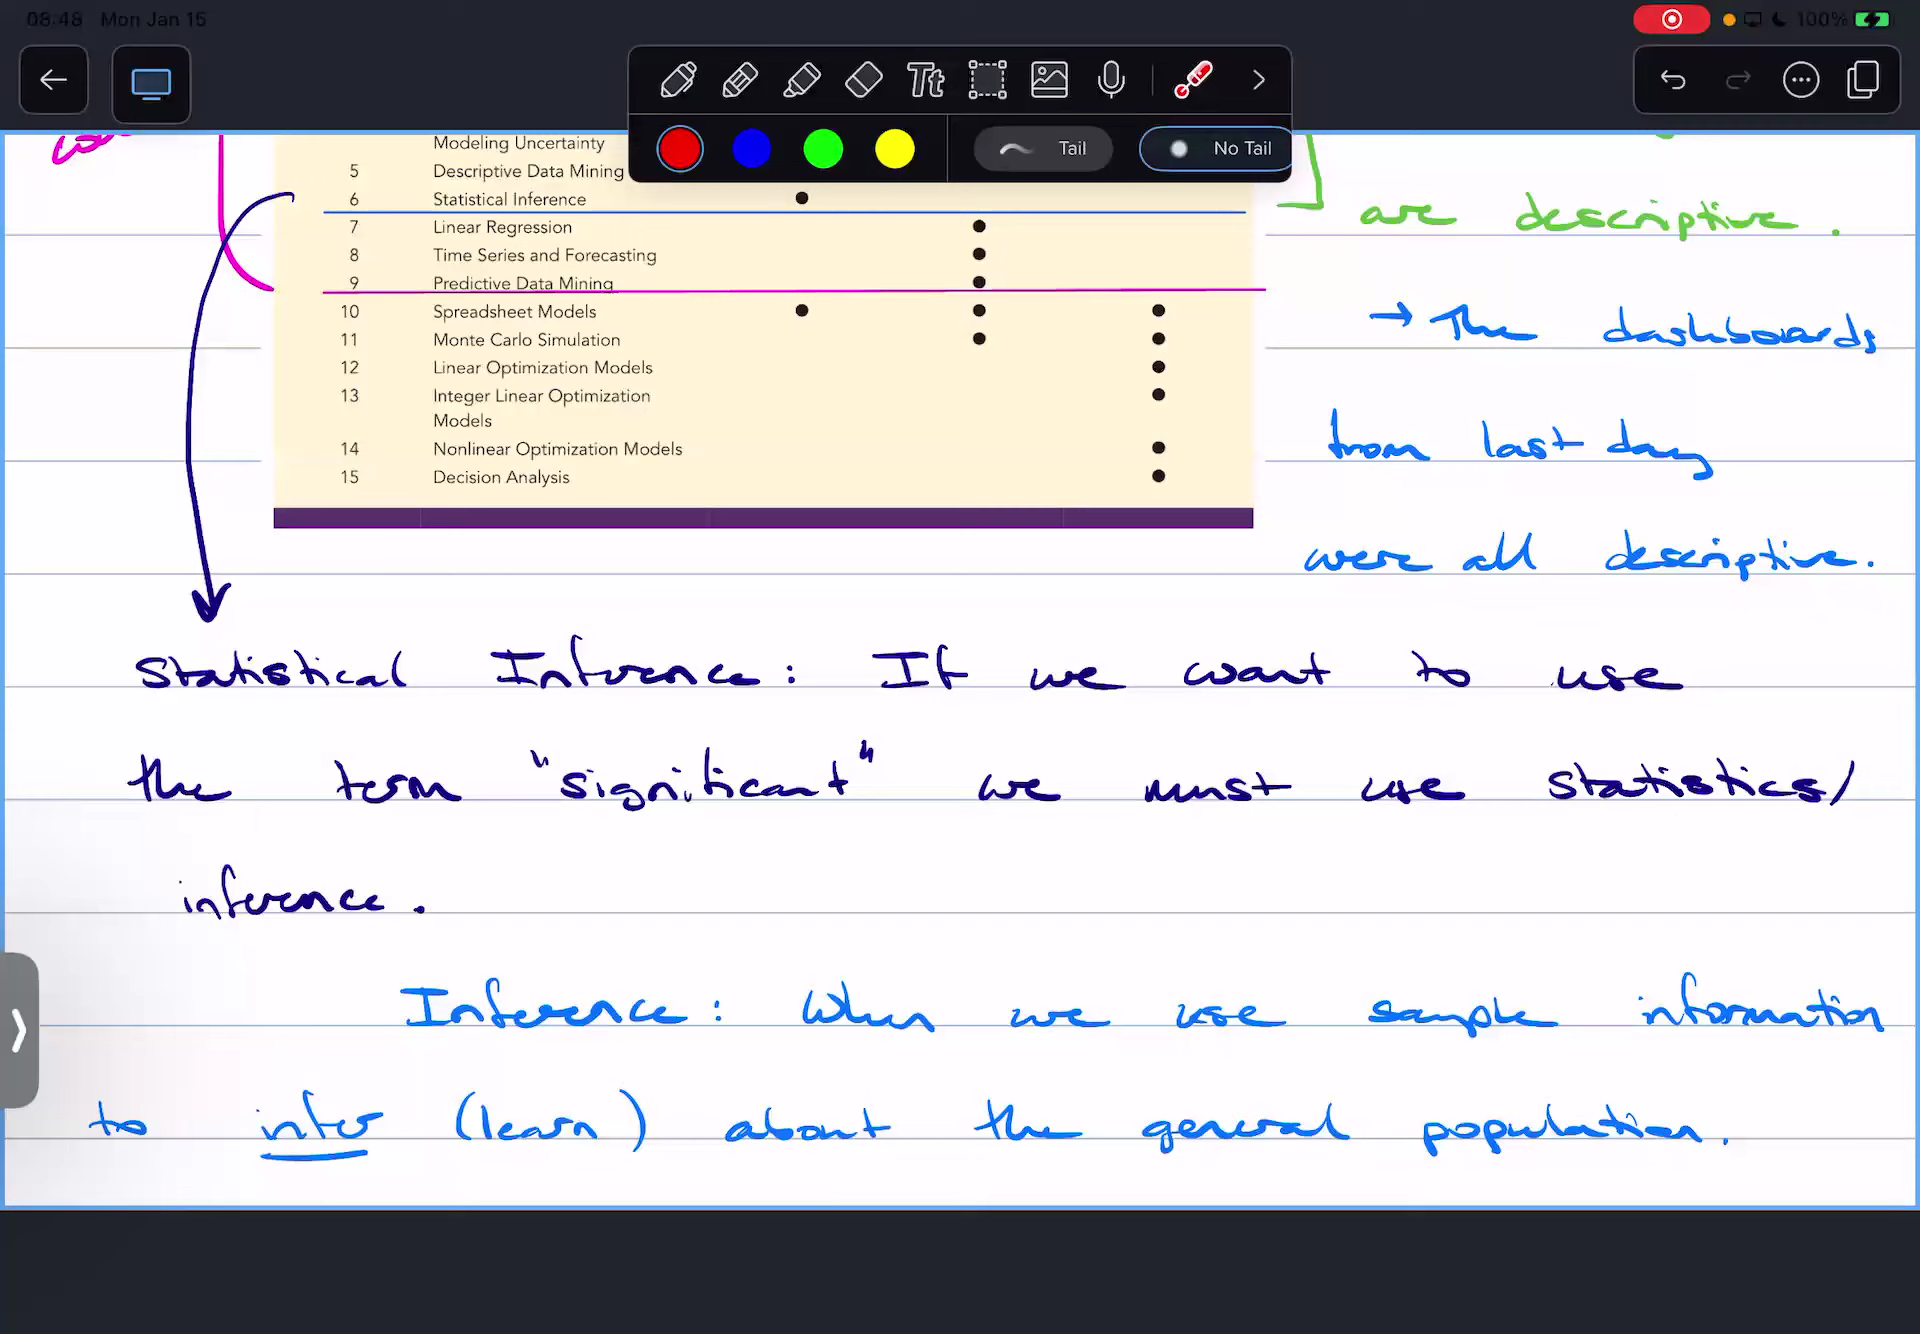 08:48 Mon Jan 15
100%
Tt
Tail
No Tail
Modeling Uncertainty
5 Descriptive Data Mining
6 Statistical Inference
7 Linear Regression
8 Time Series and Forecasting
9 Predictive Data Mining
10 Spreadsheet Models
11 Monte Carlo Simulation
12 Linear Optimization Models
13 Integer Linear Optimization
Models
14 Nonlinear Optimization Models
15 Decision Analysis
are descriptive.
→ The dashboards
from last day
were all descriptive.
Statistical Inference: If we want to use
the term "significant" we must use statistics/
inference.
Inference: When we use sample information
to infer (learn) about the general population.